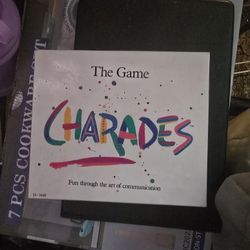 The Game
CHARADES
Fun through the art of communication
7 PCS COOKWARE SET